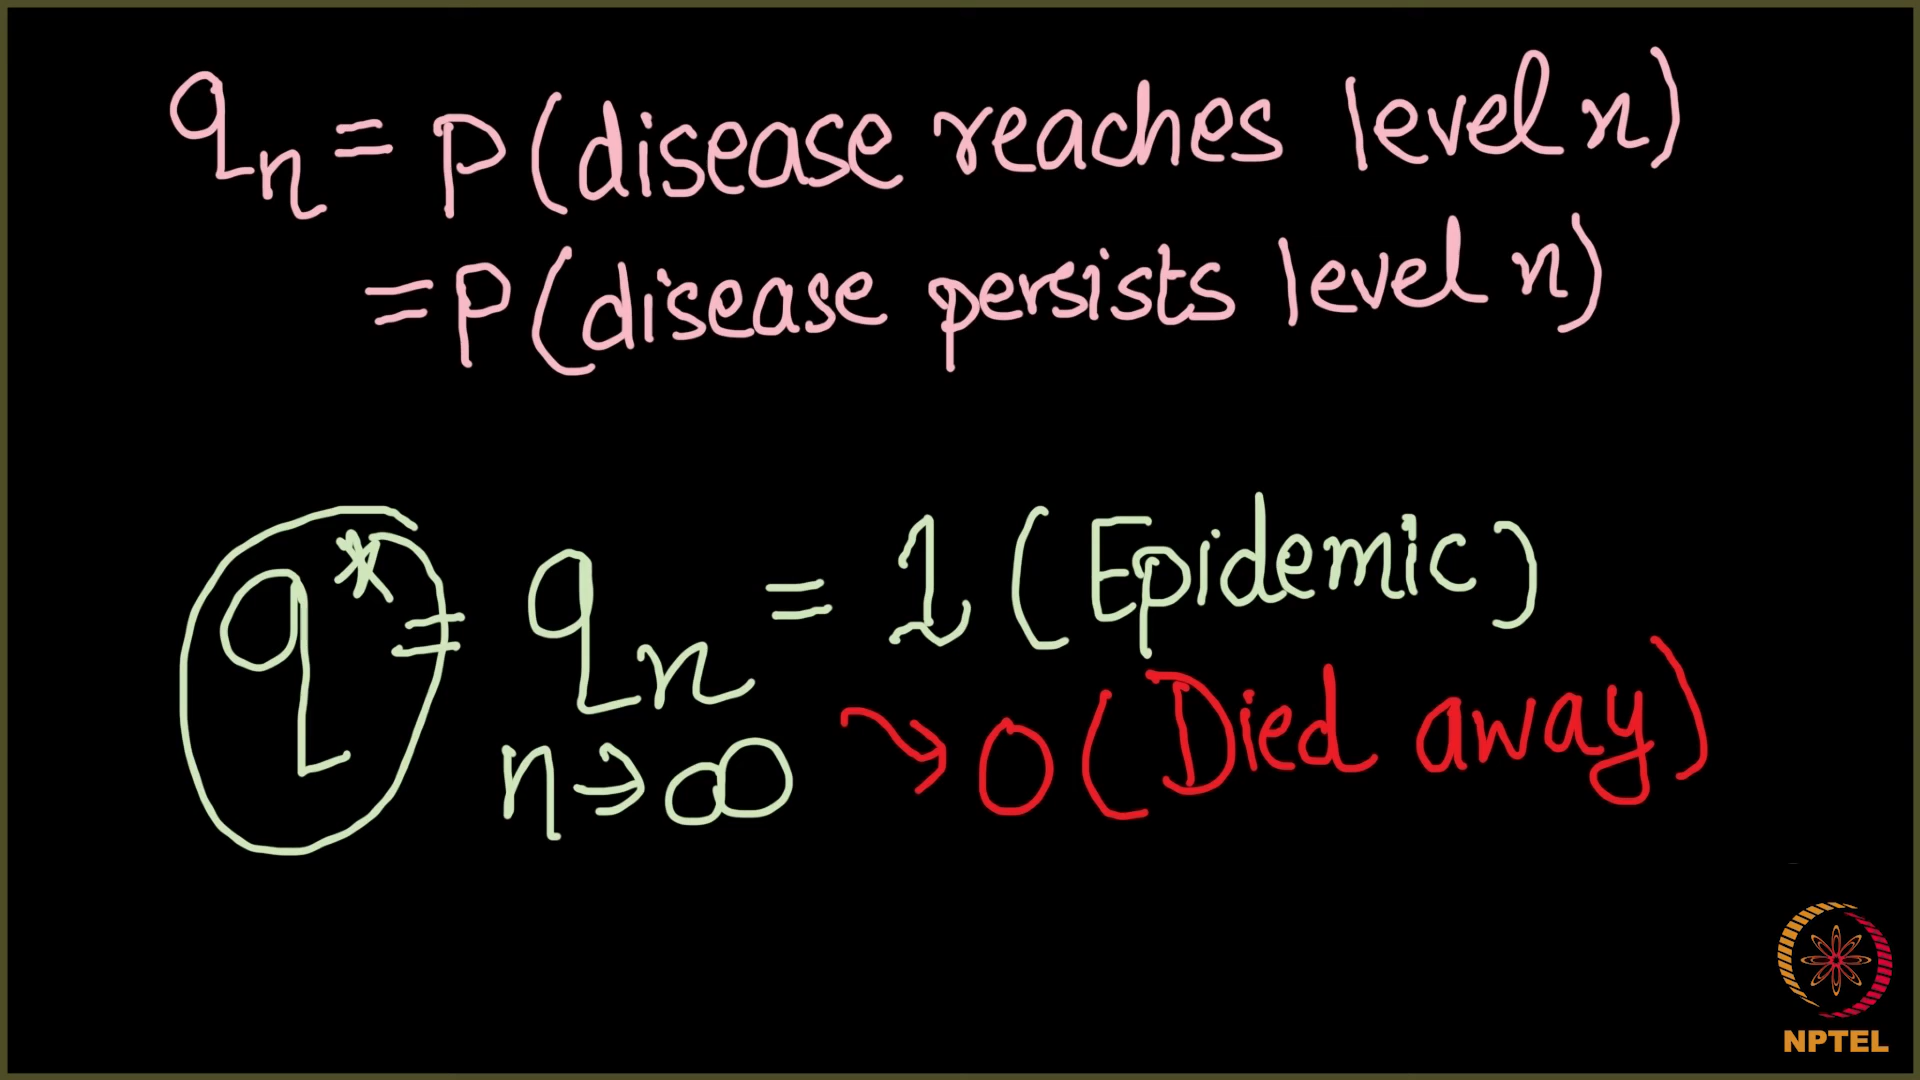 qₙ = P(disease reaches level n)
= P(disease persists level n)
q* = qₙ = 1 (Epidemic)
n→∞ → 0 (Died away)
NPTEL